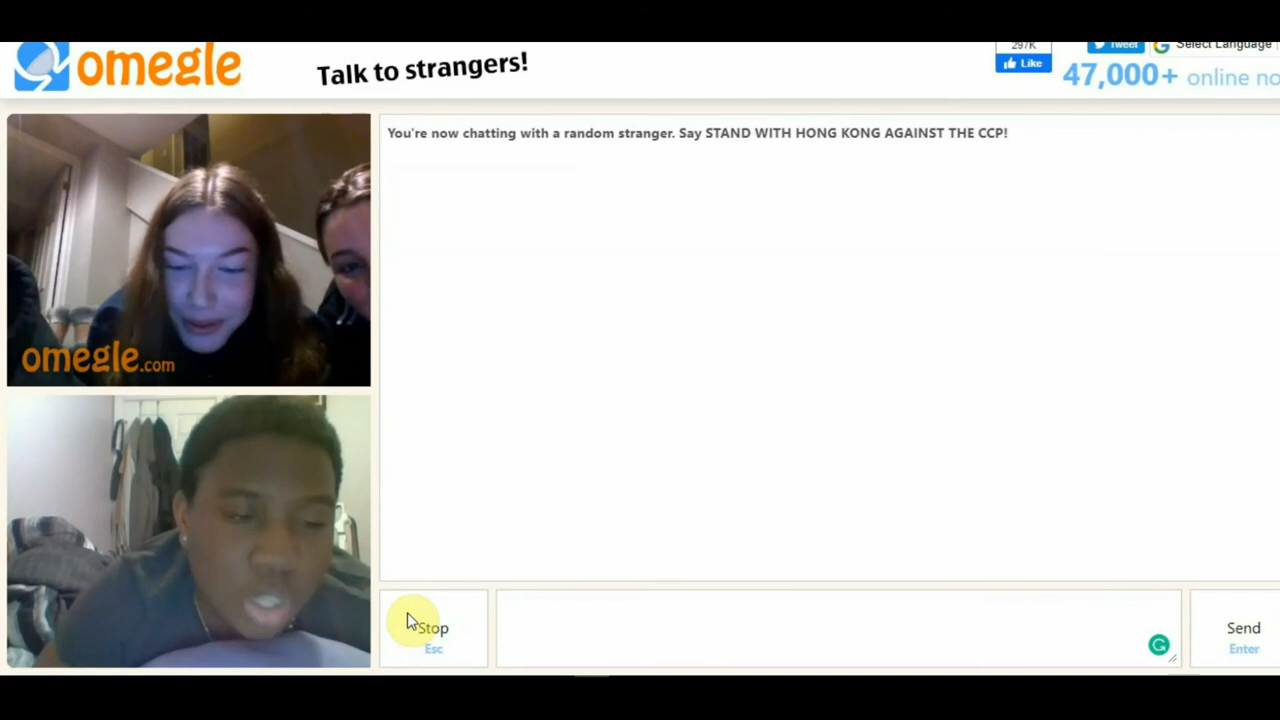 omegle
Talk to strangers!
297K
Like
Tweet
G Select Language
47,000+ online no
You're now chatting with a random stranger. Say STAND WITH HONG KONG AGAINST THE CCP!
omegle.com
Stop
Esc
Send
Enter